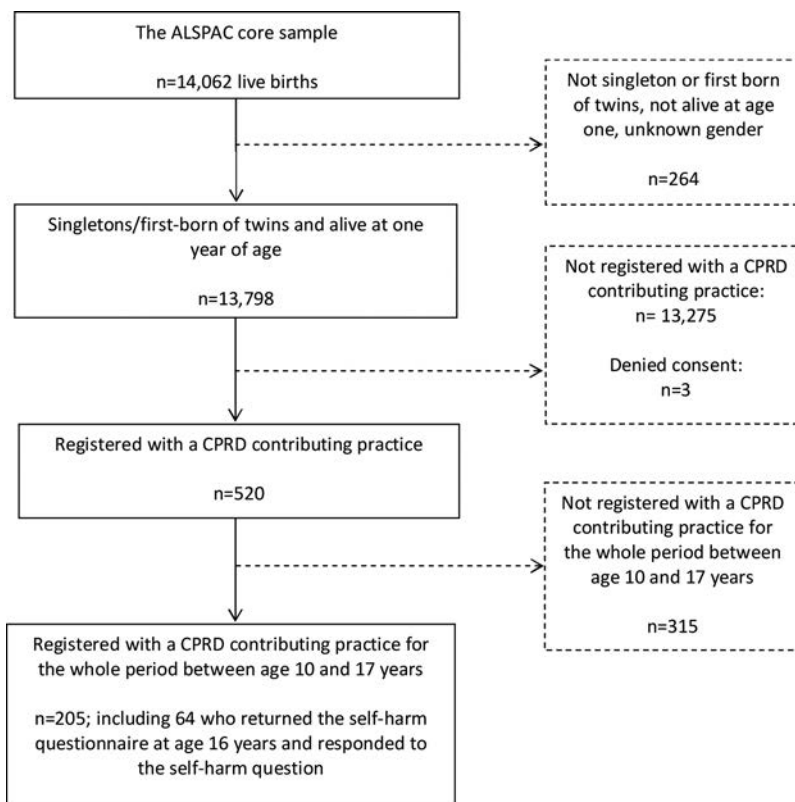 The ALSPAC core sample
n=14,062 live births
Not singleton or first born
of twins, not alive at age
one, unknown gender
n=264
Singletons/first-born of twins and alive at one
year of age
n=13,798
Not registered with a CPRD
contributing practice:
n= 13,275
Denied consent:
n=3
Registered with a CPRD contributing practice
n=520
Not registered with a CPRD
contributing practice for
the whole period between
age 10 and 17 years
n=315
Registered with a CPRD contributing practice for
the whole period between age 10 and 17 years
n=205; including 64 who returned the self-harm
questionnaire at age 16 years and responded to
the self-harm question